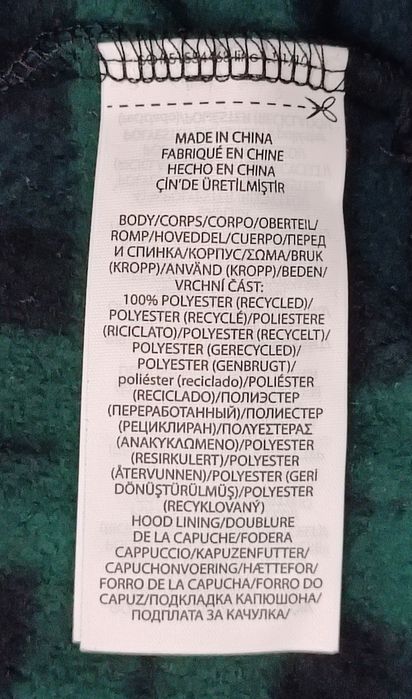 MADE IN CHINA
FABRIQUÉ EN CHINE
HECHO EN CHINA
ÇİN'DE ÜRETİLMİŞTİR
BODY/CORPS/CORPO/OBERTEIL/
ROMP/HOVEDDEL/CUERPO/ПЕРЕД
И СПИНКА/КОРПУС/ΣΩΜΑ/BRUK
(KROPP)/ANVÄND (KROPP)/BEDEN/
VRCHNÍ ČÁST:
100% POLYESTER (RECYCLED)/
POLYESTER (RECYCLÉ)/POLIESTERE
(RICICLATO)/POLYESTER (RECYCELT)/
POLYESTER (GERECYCLED)/
POLYESTER (GENBRUGT)/
poliéster (reciclado)/POLIÉSTER
(RECICLADO)/ПОЛИЭСТЕР
(ПЕРЕРАБОТАННЫЙ)/ПОЛИЕСТЕР
(РЕЦИКЛИРАН)/ΠΟΛΥΕΣΤΕΡΑΣ
(ΑΝΑΚΥΚΛΩΜΕΝΟ)/POLYESTER
(RESIRKULERT)/POLYESTER
(ÅTERVUNNEN)/POLYESTER (GERİ
DÖNÜŞTÜRÜLMÜŞ)/POLYESTER
(RECYKLOVANÝ)
HOOD LINING/DOUBLURE
DE LA CAPUCHE/FODERA
CAPPUCCIO/KAPUZENFUTTER/
CAPUCHONVOERING/HÆTTEFOR/
FORRO DE LA CAPUCHA/FORRO DO
CAPUZ/ПОДКЛАДКА КАПЮШОНА/
ПОДПЛАТА ЗА КАЧУЛКА/